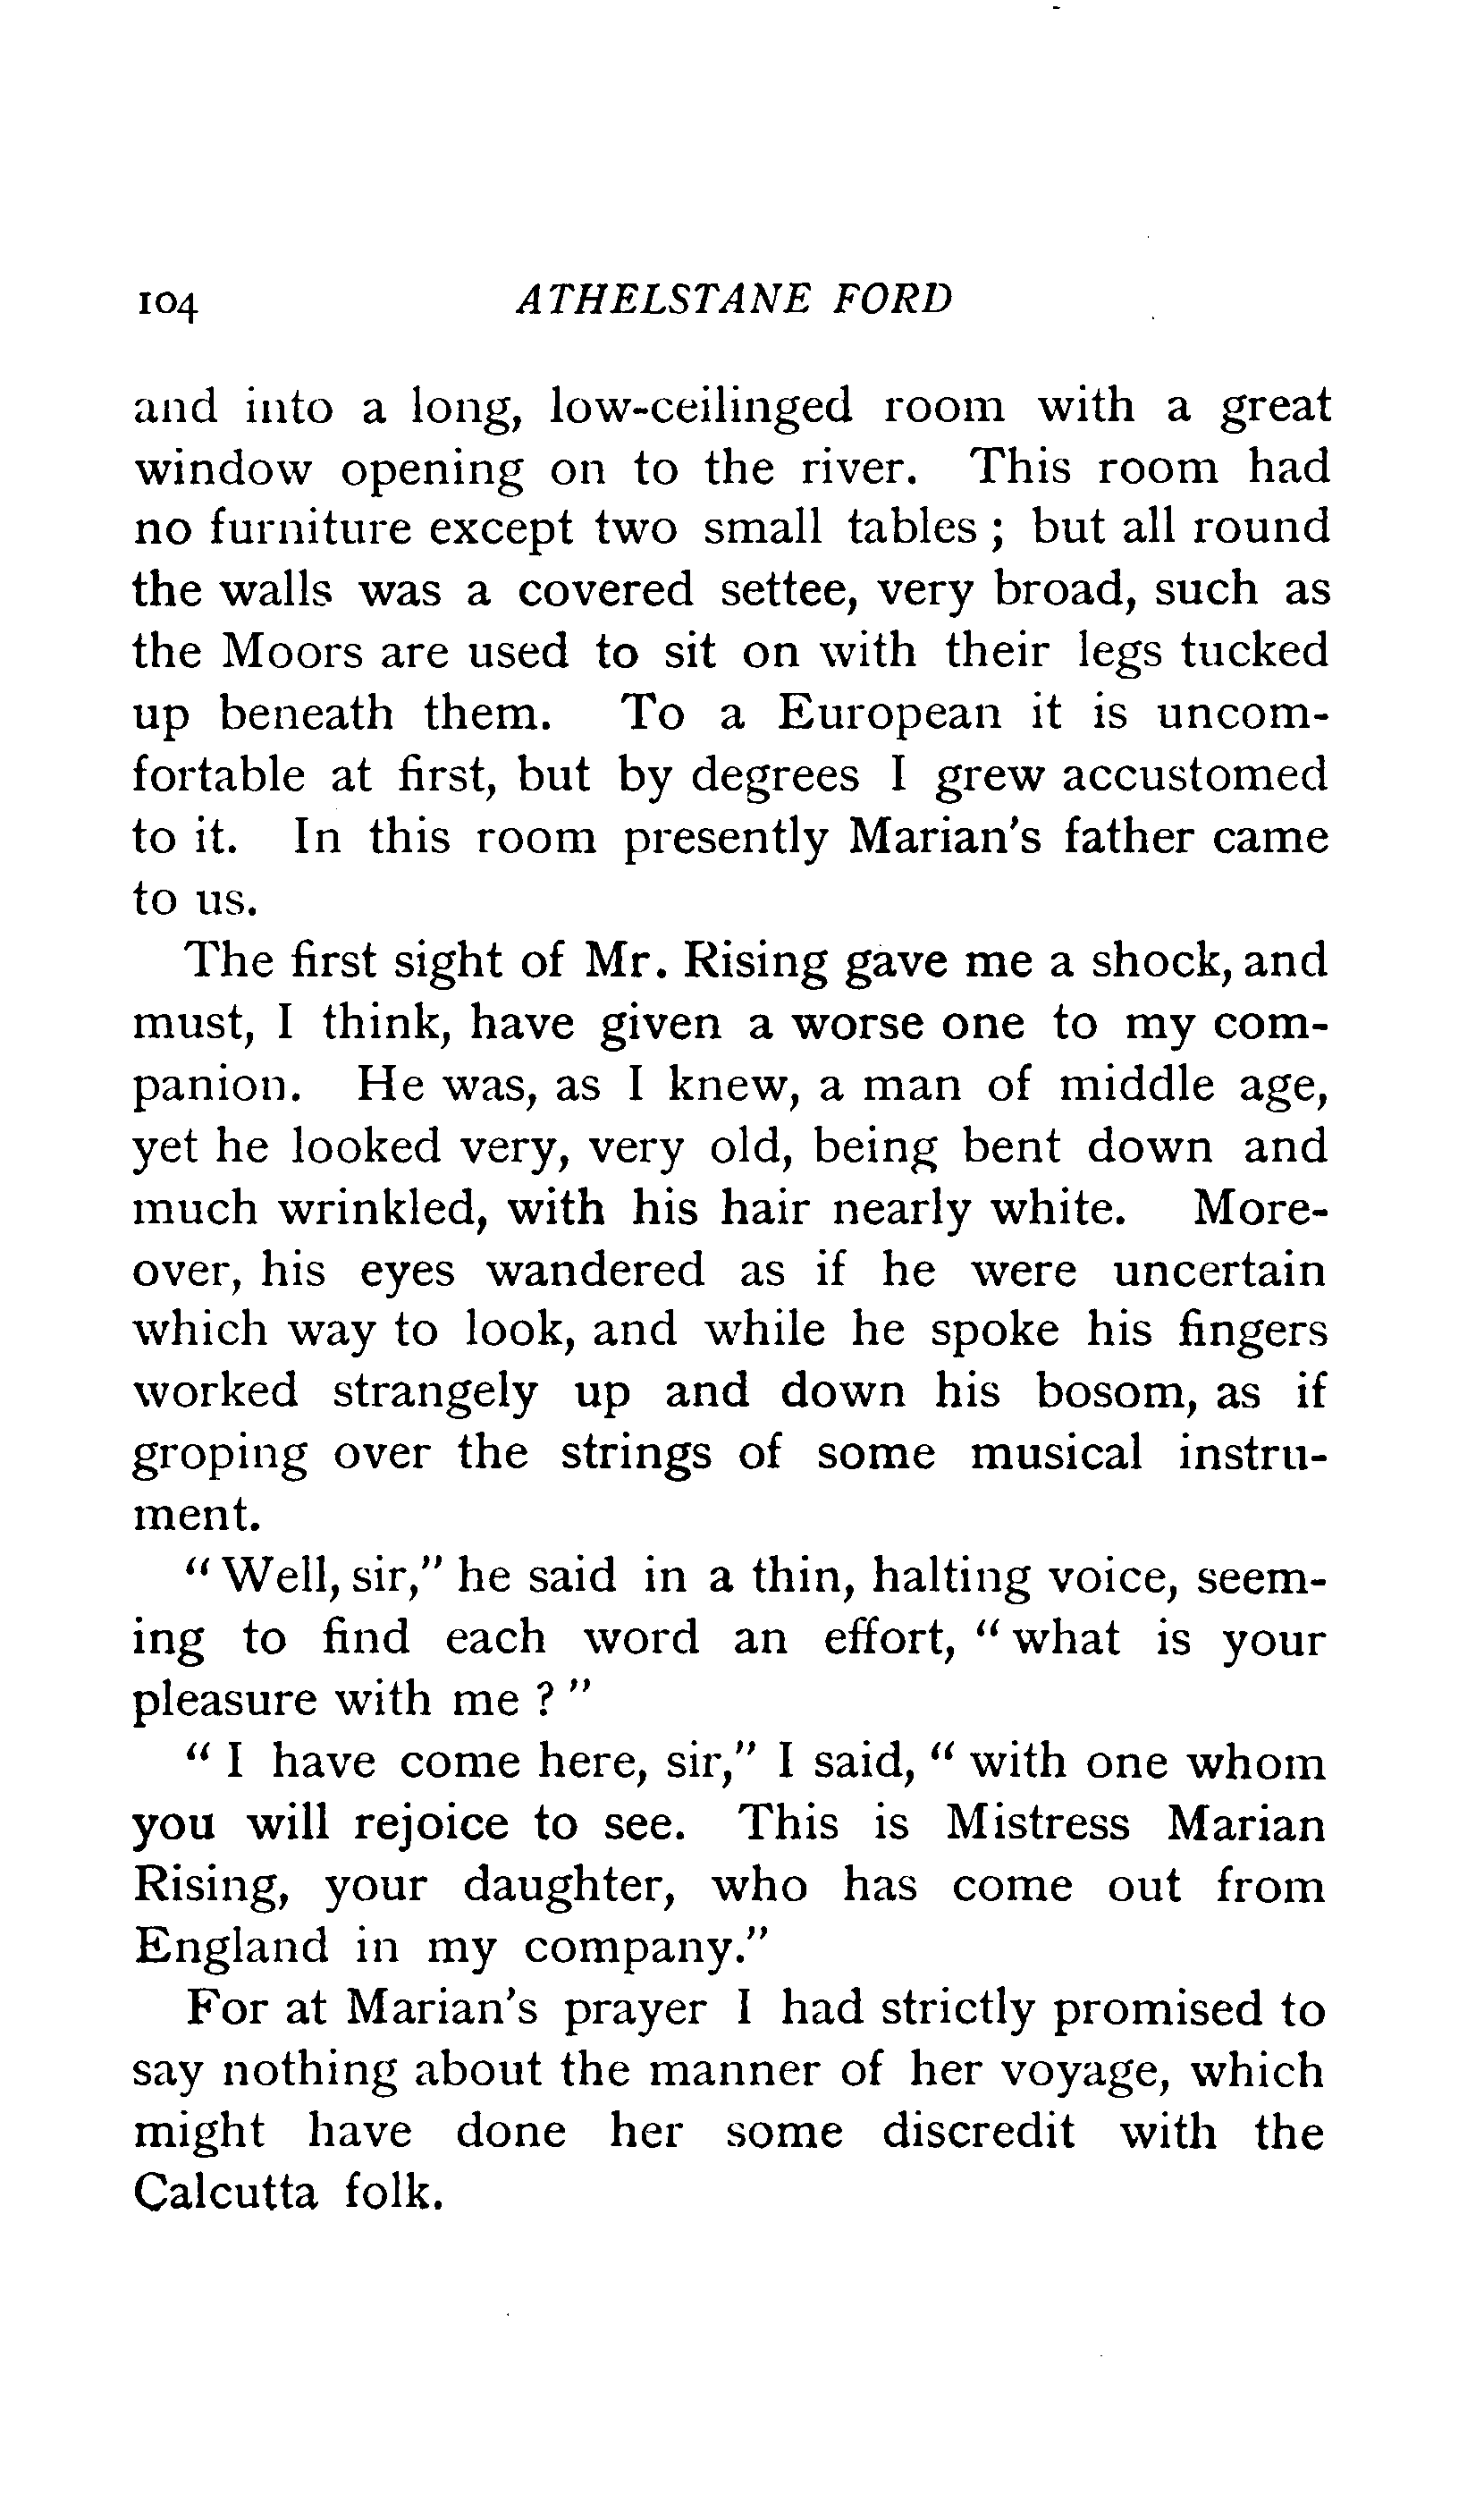 104 ATHELSTANE FORD
and into a long, low-ceilinged room with a great
window opening on to the river. This room had
no furniture except two small tables ; but all round
the walls was a covered settee, very broad, such as
the Moors are used to sit on with their legs tucked
up beneath them. To a European it is uncom-
fortable at first, but by degrees I grew accustomed
to it. In this room presently Marian's father came
to us.
The first sight of Mr. Rising gave me a shock, and
must, I think, have given a worse one to my com-
panion. He was, as I knew, a man of middle age,
yet he looked very, very old, being bent down and
much wrinkled, with his hair nearly white. More-
over, his eyes wandered as if he were uncertain
which way to look, and while he spoke his fingers
worked strangely up and down his bosom, as if
groping over the strings of some musical instru-
ment.
" Well, sir," he said in a thin, halting voice, seem-
ing to find each word an effort, " what is your
pleasure with me ? "
" I have come here, sir," I said, " with one whom
you will rejoice to see. This is Mistress Marian
Rising, your daughter, who has come out from
England in my company."
For at Marian's prayer I had strictly promised to
say nothing about the manner of her voyage, which
might have done her some discredit with the
Calcutta folk.